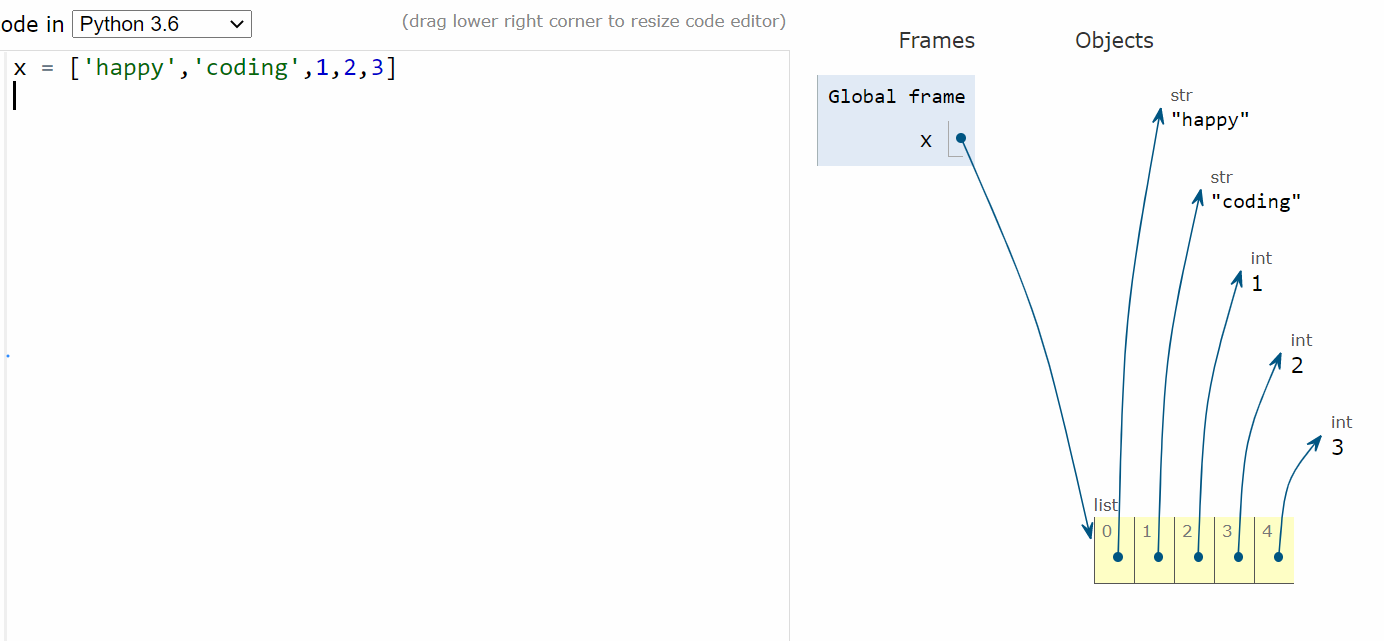 ode in Python 3.6
(drag lower right corner to resize code editor)
x = ['happy','coding',1,2,3]
Frames
Objects
Global frame
x
str
"happy"
str
"coding"
int
1
int
2
int
3
list
0 1 2 3 4